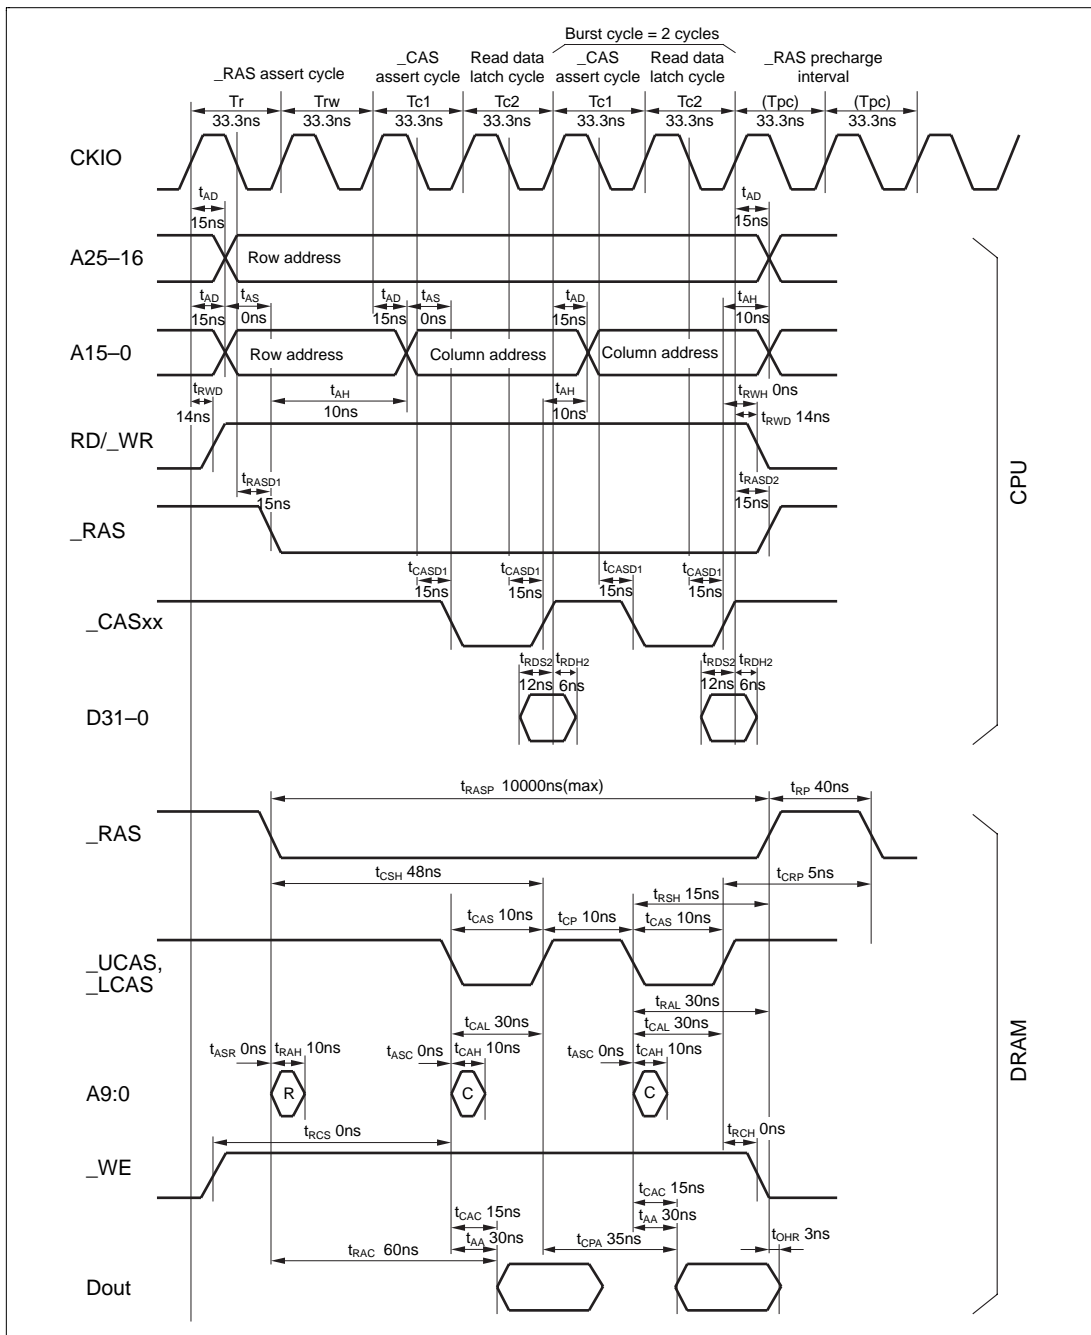 Burst cycle = 2 cycles
_RAS assert cycle
_CAS assert cycle
Read data latch cycle
_CAS assert cycle
Read data latch cycle
_RAS precharge interval
Tr Trw Tc1 Tc2 Tc1 Tc2 (Tpc) (Tpc)
33.3ns 33.3ns 33.3ns 33.3ns 33.3ns 33.3ns 33.3ns 33.3ns
CKIO
tAD 15ns tAD 15ns
A25–16
Row address
tAD 15ns tAS 0ns tAD 15ns tAS 0ns tAD 15ns tAH 10ns
A15–0
Row address Column address Column address
tRWD 14ns tAH 10ns tAH 10ns tRWH 0ns
tRWD 14ns
RD/_WR
tRASD1 15ns tRASD2 15ns
_RAS
tCASD1 15ns tCASD1 15ns tCASD1 15ns tCASD1 15ns
_CASxx
tRDS2 12ns tRDH2 6ns tRDS2 12ns tRDH2 6ns
D31–0
CPU
tRASP 10000ns(max) tRP 40ns
_RAS
tCSH 48ns tCRP 5ns
tRSH 15ns
tCAS 10ns tCP 10ns tCAS 10ns
_UCAS,
_LCAS
tRAL 30ns
tCAL 30ns tCAL 30ns
tASR 0ns tRAH 10ns tASC 0ns tCAH 10ns tASC 0ns tCAH 10ns
A9:0
R C C
tRCS 0ns tRCH 0ns
_WE
tCAC 15ns
tCAC 15ns tAA 30ns
tAA 30ns tCPA 35ns tOHR 3ns
tRAC 60ns
Dout
DRAM